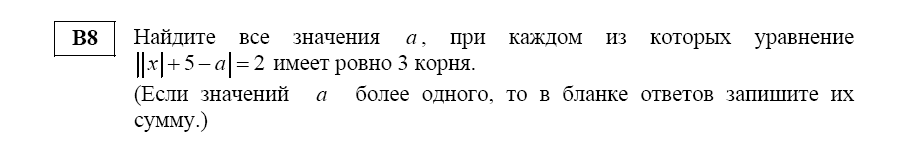 В8 Найдите все значения a, при каждом из которых уравнение
||x|+5−a|=2 имеет ровно 3 корня.
(Если значений a более одного, то в бланке ответов запишите их
сумму.)